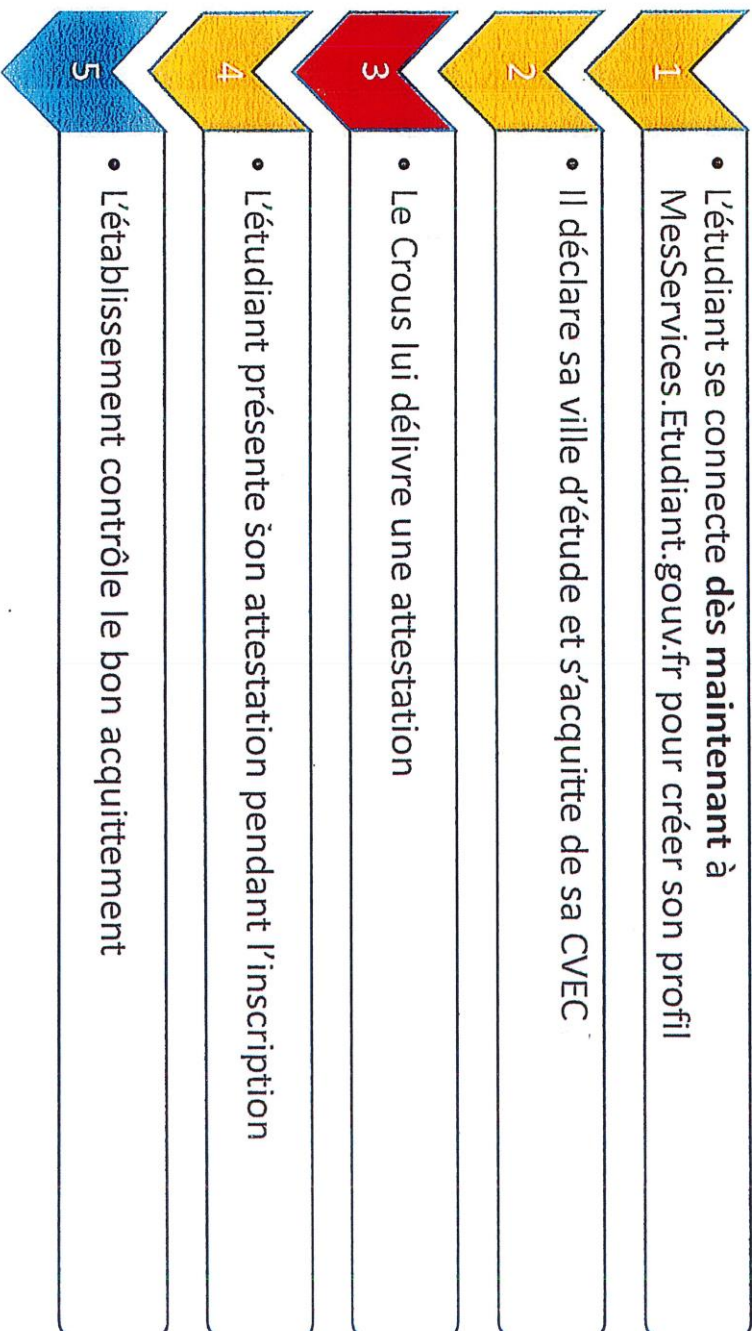 1
• L'étudiant se connecte dès maintenant à
MesServices.Etudiant.gouv.fr pour créer son profil
2
• Il déclare sa ville d'étude et s'acquitte de sa CVEC
3
• Le Crous lui délivre une attestation
4
• L'étudiant présente son attestation pendant l'inscription
5
• L'établissement contrôle le bon acquittement